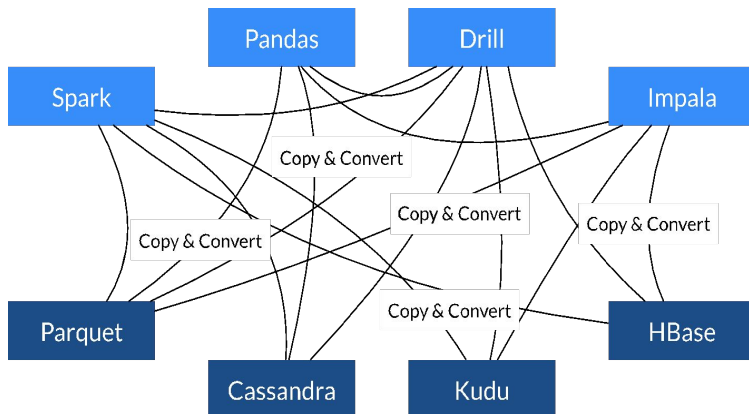 Pandas
Drill
Spark
Impala
Copy & Convert
Copy & Convert
Copy & Convert
Copy & Convert
Copy & Convert
Parquet
HBase
Cassandra
Kudu